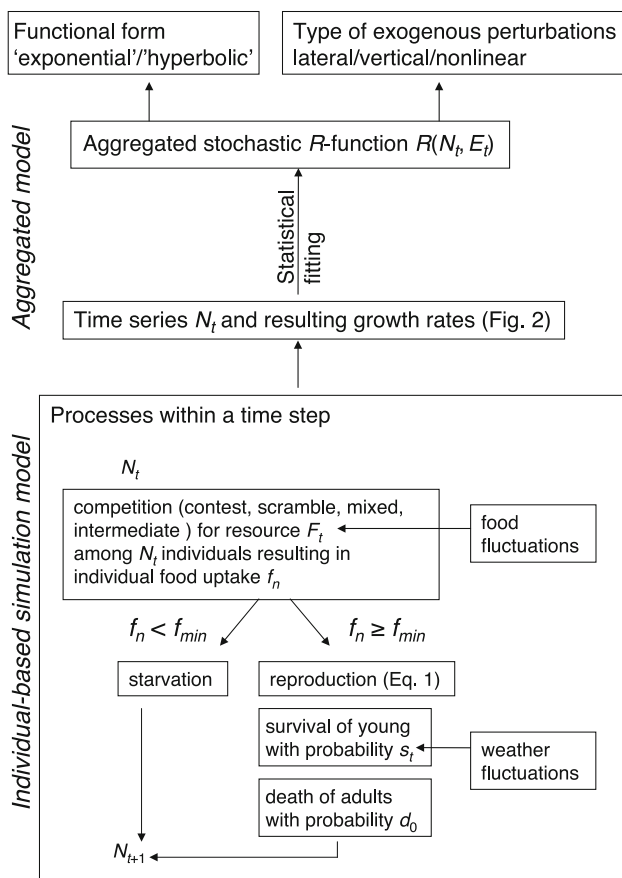 Functional form
'exponential'/'hyperbolic'
Type of exogenous perturbations
lateral/vertical/nonlinear
Aggregated model
Aggregated stochastic R-function R(Nt, Et)
Statistical
fitting
Time series Nt and resulting growth rates (Fig. 2)
Individual-based simulation model
Processes within a time step
Nt
competition (contest, scramble, mixed,
intermediate ) for resource Ft
among Nt individuals resulting in
individual food uptake fn
food
fluctuations
fn < fmin
fn ≥ fmin
starvation
reproduction (Eq. 1)
survival of young
with probability st
weather
fluctuations
death of adults
with probability d0
Nt+1